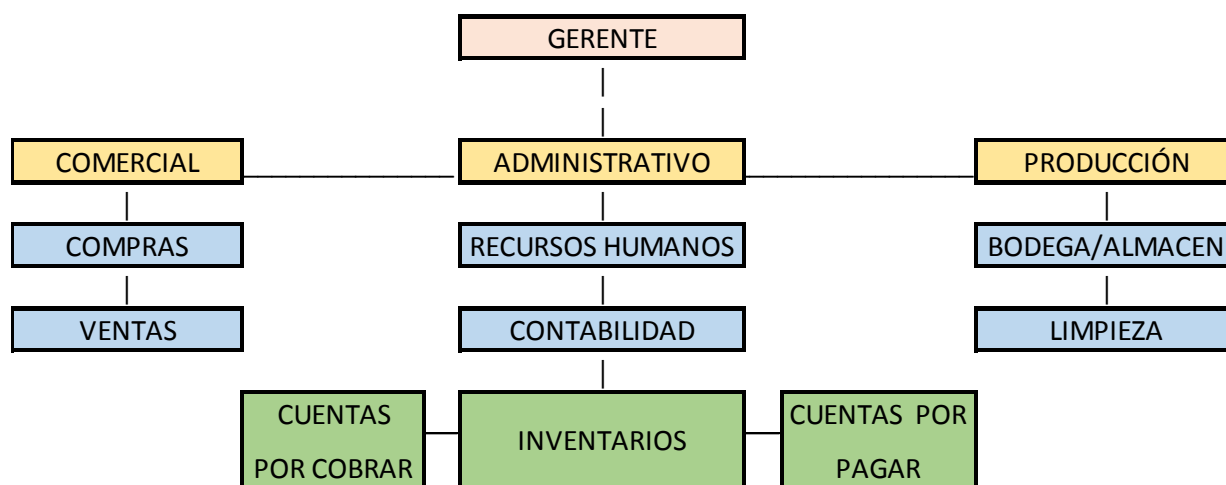 GERENTE
COMERCIAL
ADMINISTRATIVO
PRODUCCIÓN
COMPRAS
RECURSOS HUMANOS
BODEGA/ALMACEN
VENTAS
CONTABILIDAD
LIMPIEZA
CUENTAS
POR COBRAR
INVENTARIOS
CUENTAS POR
PAGAR